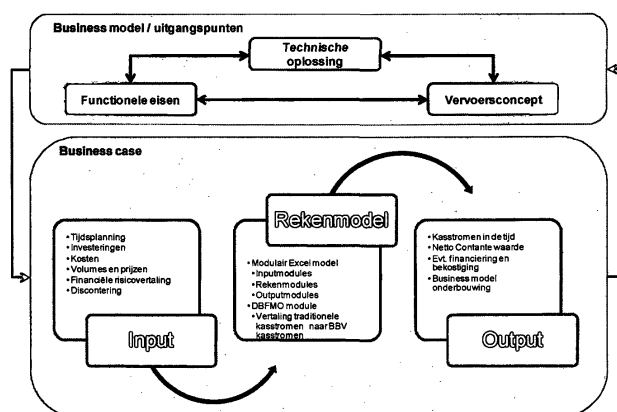 Business model / uitgangspunten
Technische
oplossing
Functionele eisen
Vervoersconcept
Business case
Rekenmodel
• Tijdsplanning
• Investeringen
• Kosten
• Volumes en prijzen
• Financiële risicovertaling
• Discontering
Input
• Modulair Excel model
• Inputmodules
• Rekenmodules
• Outputmodules
• DBFMO module
• Vertaling traditionele
kasstromen naar BBV
kasstromen
• Kasstromen in de tijd
• Netto Contante waarde
• Evt. financiering en
bekostiging
• Business model
onderbouwing
Output